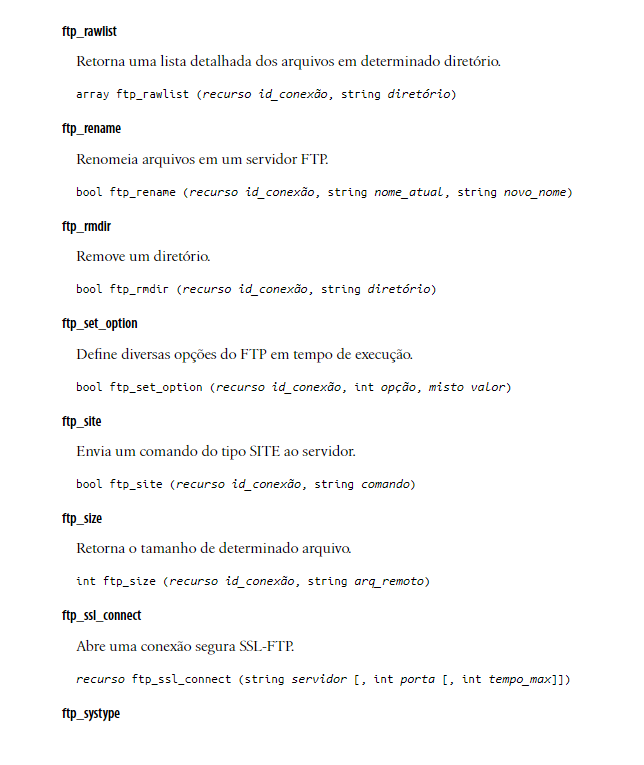 ftp_rawlist
Retorna uma lista detalhada dos arquivos em determinado diretório.
array ftp_rawlist (recurso id_conexão, string diretório)
ftp_rename
Renomeia arquivos em um servidor FTP.
bool ftp_rename (recurso id_conexão, string nome_atual, string novo_nome)
ftp_rmdir
Remove um diretório.
bool ftp_rmdir (recurso id_conexão, string diretório)
ftp_set_option
Define diversas opções do FTP em tempo de execução.
bool ftp_set_option (recurso id_conexão, int opção, misto valor)
ftp_site
Envia um comando do tipo SITE ao servidor.
bool ftp_site (recurso id_conexão, string comando)
ftp_size
Retorna o tamanho de determinado arquivo.
int ftp_size (recurso id_conexão, string arq_remoto)
ftp_ssl_connect
Abre uma conexão segura SSL-FTP.
recurso ftp_ssl_connect (string servidor [, int porta [, int tempo_max]])
ftp_systype